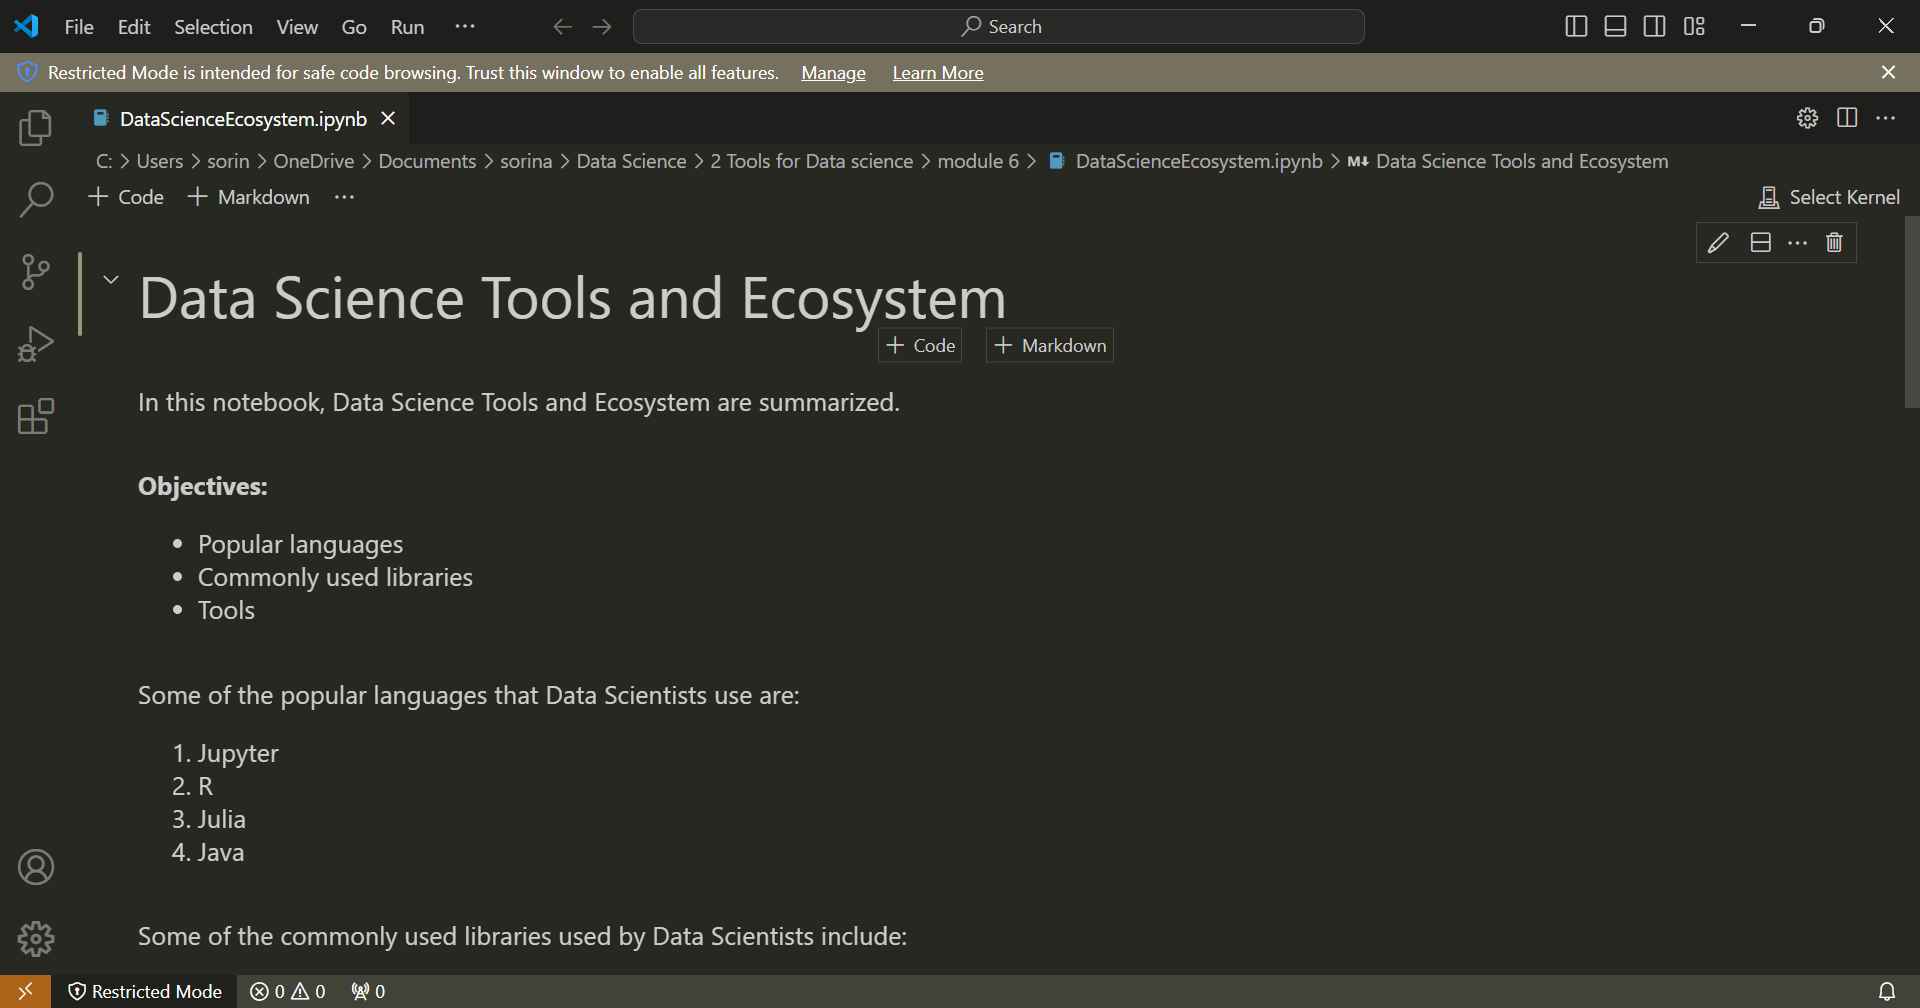 File Edit Selection View Go Run ··· Search
Restricted Mode is intended for safe code browsing. Trust this window to enable all features. Manage Learn More
DataScienceEcosystem.ipynb
C: > Users > sorin > OneDrive > Documents > sorina > Data Science > 2 Tools for Data science > module 6 > DataScienceEcosystem.ipynb > M↓ Data Science Tools and Ecosystem
+ Code + Markdown ··· Select Kernel
Data Science Tools and Ecosystem
+ Code + Markdown
In this notebook, Data Science Tools and Ecosystem are summarized.
Objectives:
• Popular languages
• Commonly used libraries
• Tools
Some of the popular languages that Data Scientists use are:
1. Jupyter
2. R
3. Julia
4. Java
Some of the commonly used libraries used by Data Scientists include:
Restricted Mode 0 0 0